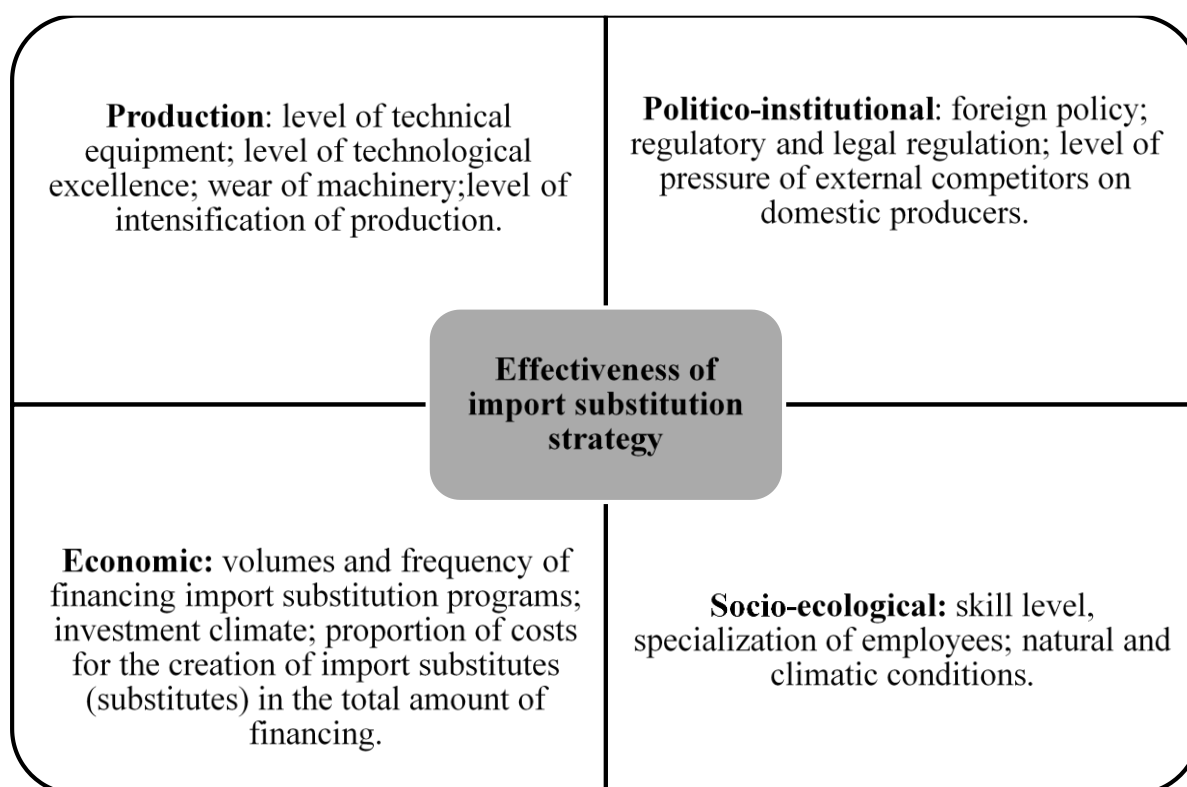 Production: level of technical
equipment; level of technological
excellence; wear of machinery;level of
intensification of production.
Politico-institutional: foreign policy;
regulatory and legal regulation; level of
pressure of external competitors on
domestic producers.
Effectiveness of
import substitution
strategy
Economic: volumes and frequency of
financing import substitution programs;
investment climate; proportion of costs
for the creation of import substitutes
(substitutes) in the total amount of
financing.
Socio-ecological: skill level,
specialization of employees; natural and
climatic conditions.